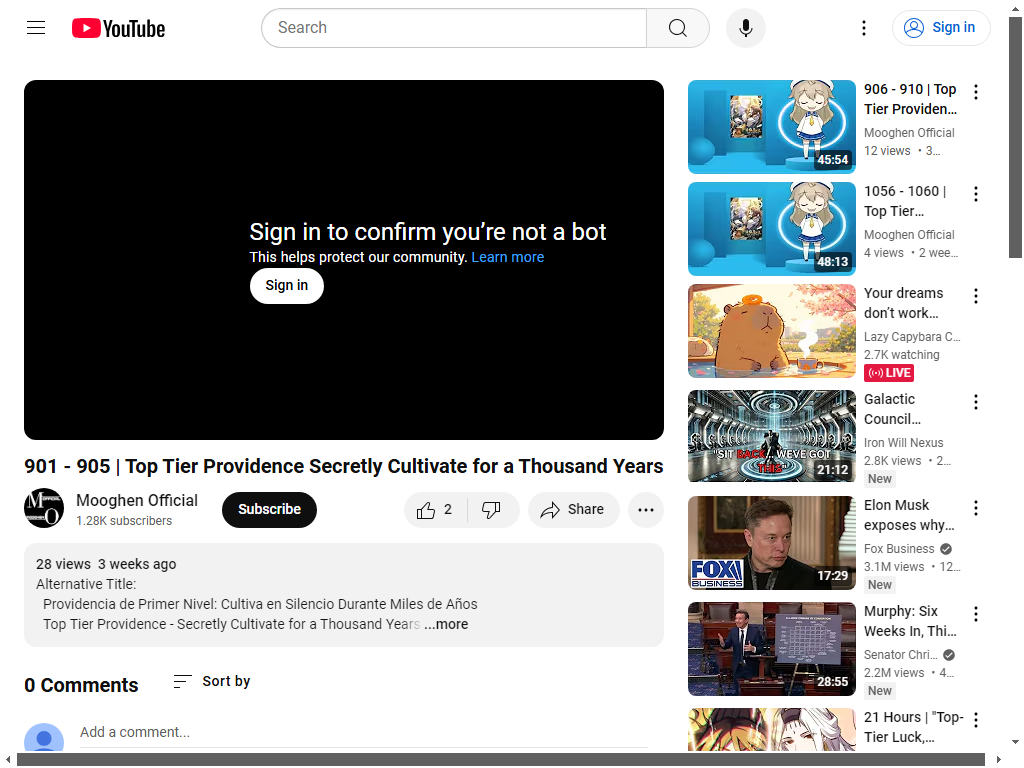 YouTube
Search
Sign in
Sign in to confirm you’re not a bot
This helps protect our community. Learn more
Sign in
901 - 905 | Top Tier Providence Secretly Cultivate for a Thousand Years
Mooghen Official
1.28K subscribers
Subscribe
2
Share
28 views 3 weeks ago
Alternative Title:
Providencia de Primer Nivel: Cultiva en Silencio Durante Miles de Años
Top Tier Providence - Secretly Cultivate for a Thousand Years ...more
0 Comments
Sort by
Add a comment...
45:54
906 - 910 | Top
Tier Providen...
Mooghen Official
12 views • 3...
48:13
1056 - 1060 |
Top Tier...
Mooghen Official
4 views • 2 wee...
Your dreams
don’t work...
Lazy Capybara C...
2.7K watching
LIVE
"SIT BACK... WE'VE GOT
THIS"
21:12
Galactic
Council...
Iron Will Nexus
2.8K views • 2...
New
FOX
BUSINESS
17:29
Elon Musk
exposes why...
Fox Business
3.1M views • 12...
New
28:55
Murphy: Six
Weeks In, Thi...
Senator Chri...
2.2M views • 4...
New
21 Hours | "Top-
Tier Luck,...